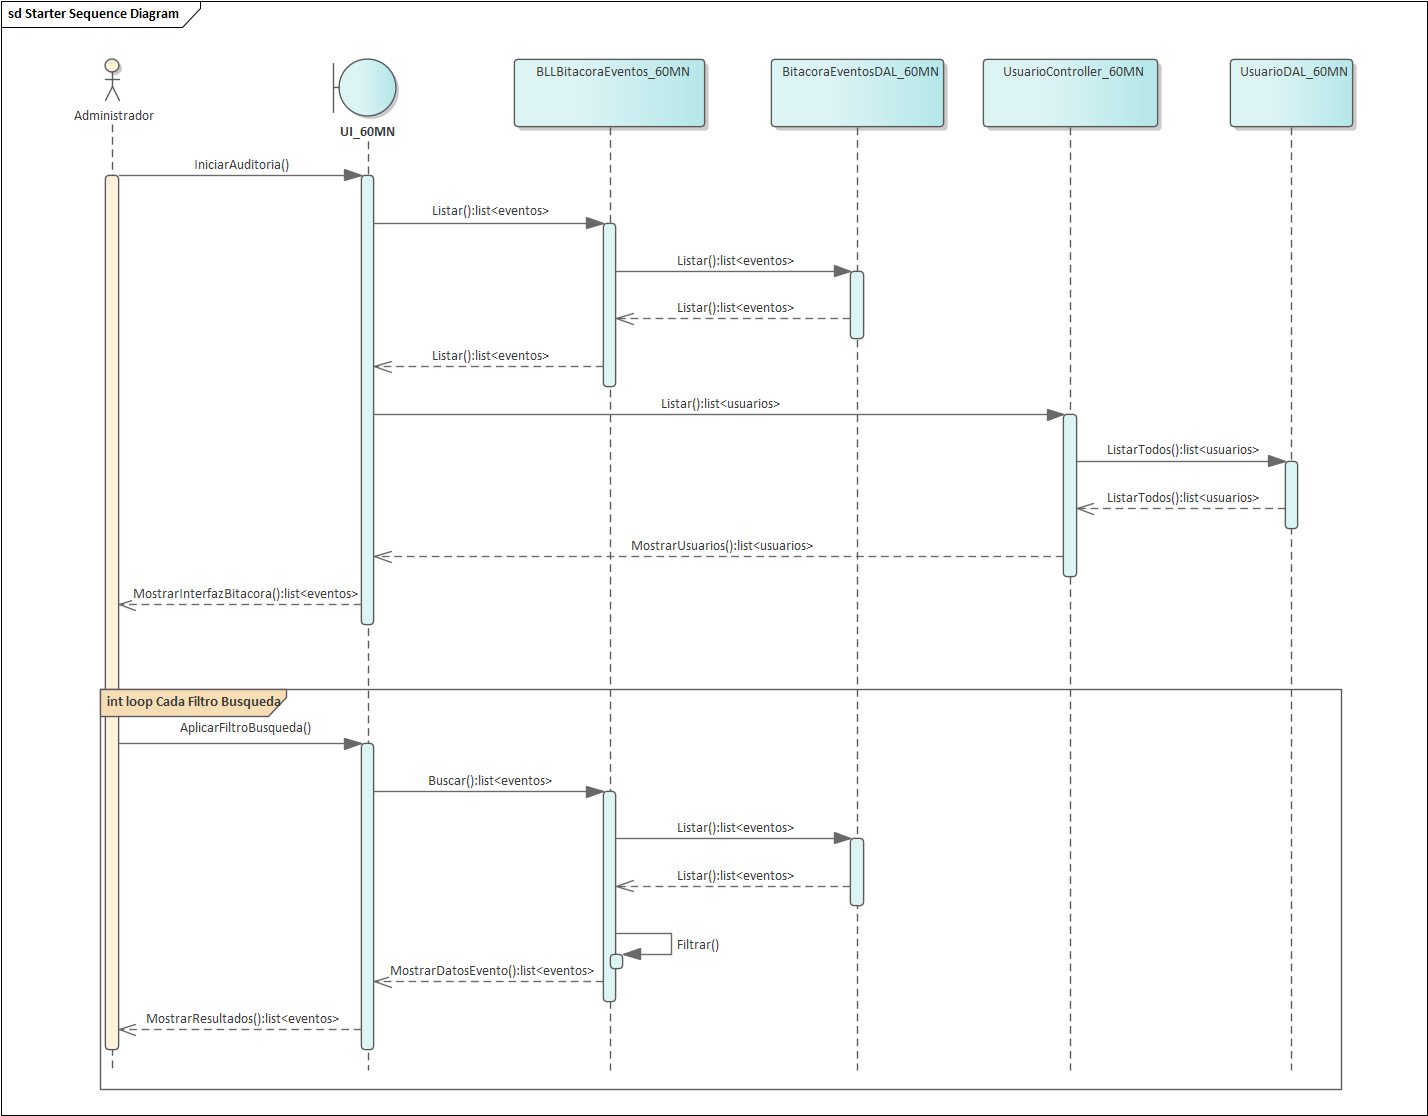 sd Starter Sequence Diagram
Administrador
UI_60MN
BLLBitacoraEventos_60MN
BitacoraEventosDAL_60MN
UsuarioController_60MN
UsuarioDAL_60MN
IniciarAuditoria()
Listar():list<eventos>
Listar():list<eventos>
Listar():list<eventos>
Listar():list<eventos>
Listar():list<usuarios>
ListarTodos():list<usuarios>
ListarTodos():list<usuarios>
MostrarUsuarios():list<usuarios>
MostrarInterfazBitacora():list<eventos>
int loop Cada Filtro Busqueda
AplicarFiltroBusqueda()
Buscar():list<eventos>
Listar():list<eventos>
Listar():list<eventos>
Filtrar()
MostrarDatosEvento():list<eventos>
MostrarResultados():list<eventos>